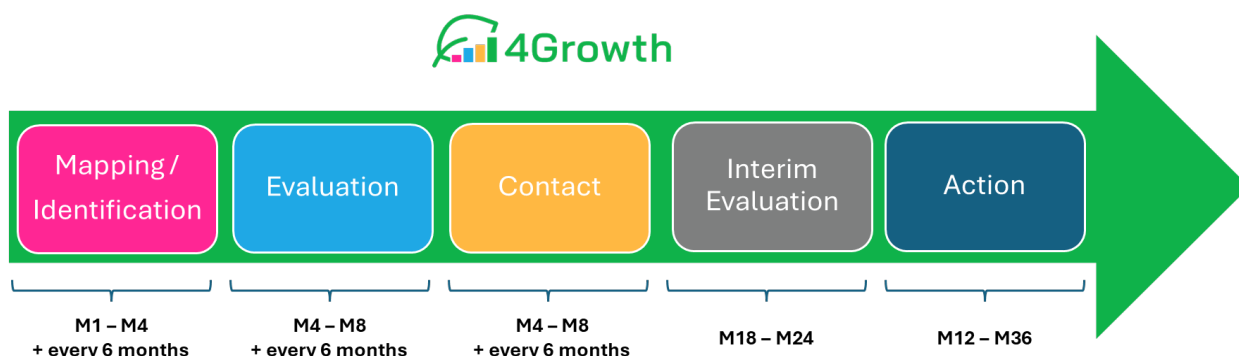 4Growth
Mapping /
Identification
Evaluation
Contact
Interim
Evaluation
Action
M1 – M4
+ every 6 months
M4 – M8
+ every 6 months
M4 – M8
+ every 6 months
M18 – M24
M12 – M36